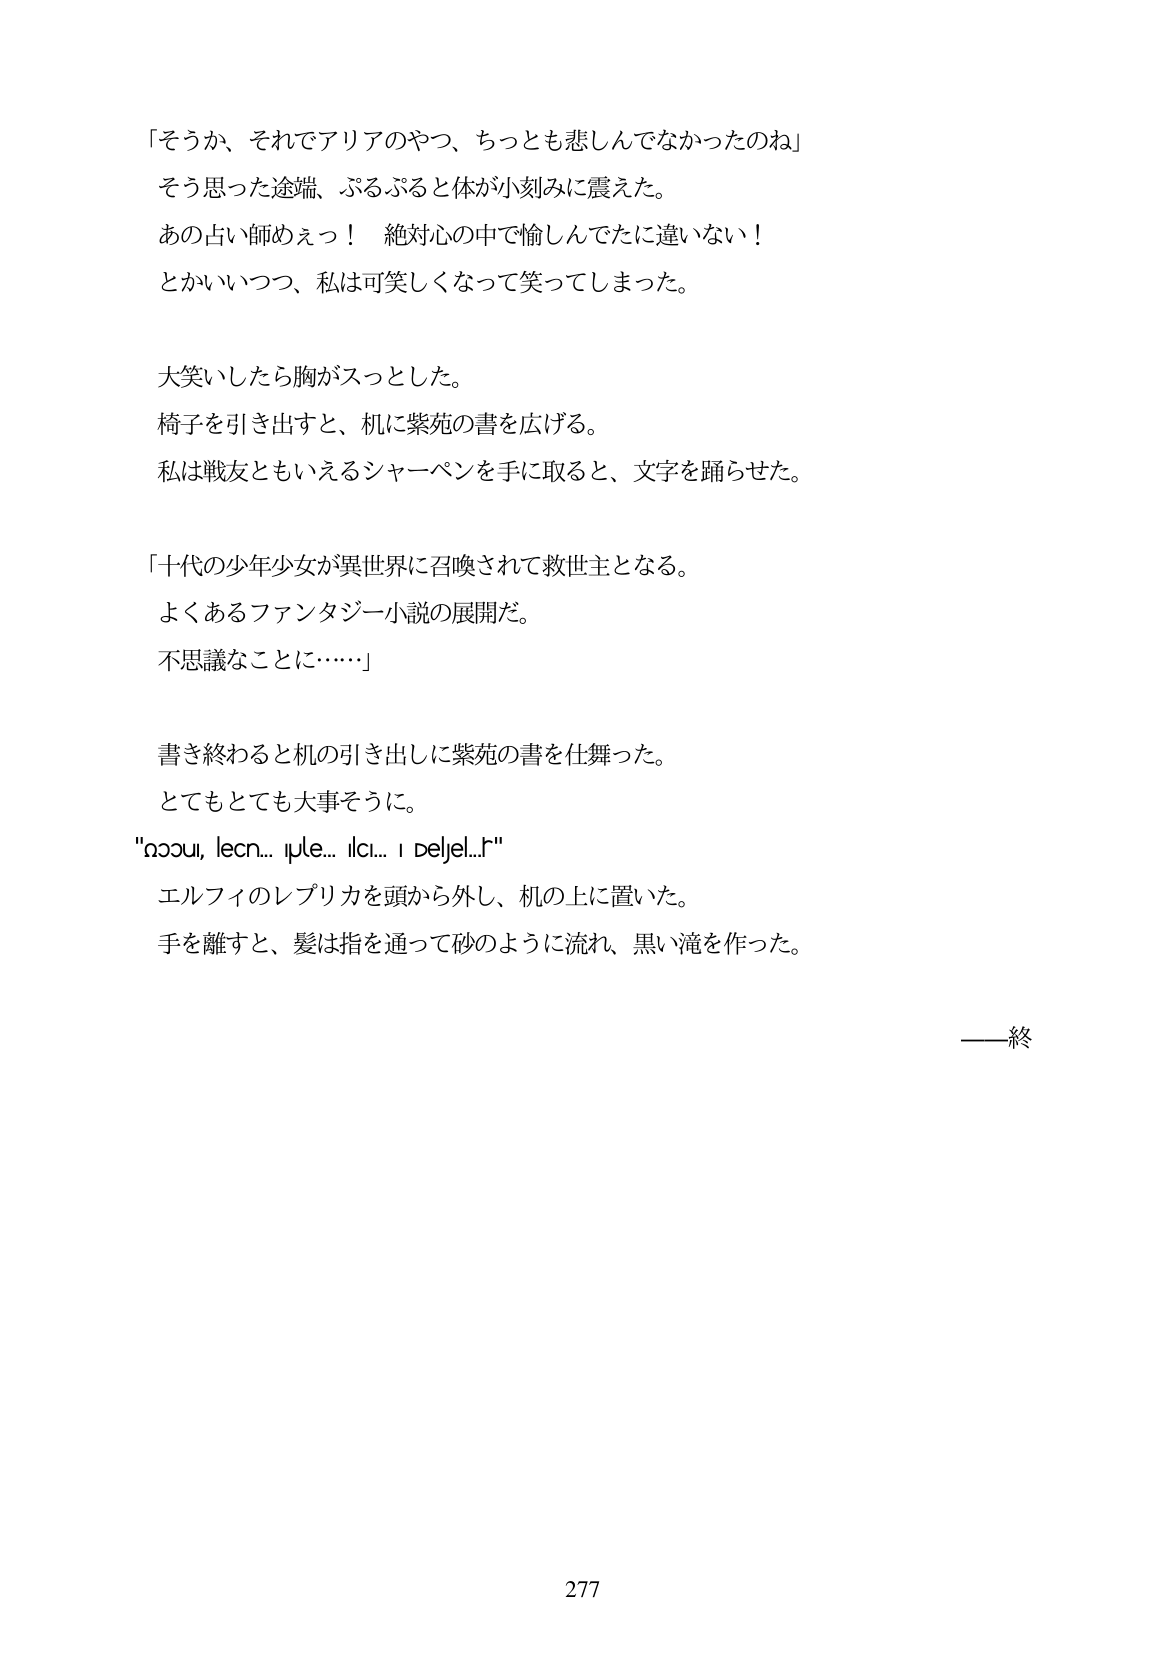 「そうか、それでアリアのやつ、ちっとも悲しんでなかったのね」
そう思った途端、ぷるぷると体が小刻みに震えた。
あの占い師めぇっ！　絶対心の中で愉しんでたに違いない！
とかいいつつ、私は可笑しくなって笑ってしまった。
大笑いしたら胸がスっとした。
椅子を引き出すと、机に紫苑の書を広げる。
私は戦友ともいえるシャーペンを手に取ると、文字を踊らせた。
「十代の少年少女が異世界に召喚されて救世主となる。
よくあるファンタジー小説の展開だ。
不思議なことに……」
書き終わると机の引き出しに紫苑の書を仕舞った。
とてもとても大事そうに。
エルフィのレプリカを頭から外し、机の上に置いた。
手を離すと、髪は指を通って砂のように流れ、黒い滝を作った。
――終
277